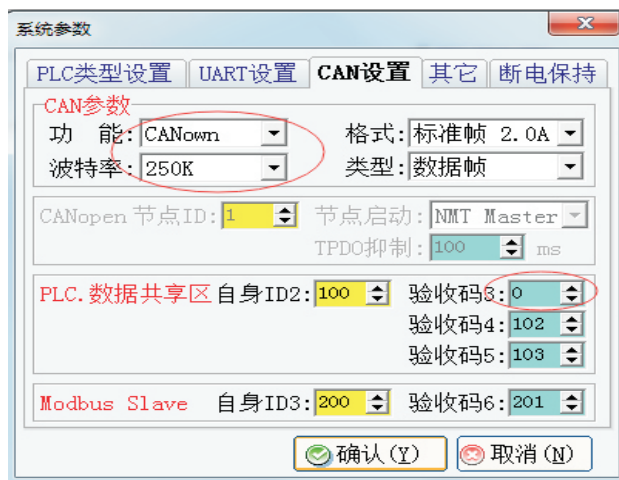 系统参数
PLC类型设置 UART设置 CAN设置 其它 断电保持
CAN参数
功 能: CANown 格式: 标准帧 2.0A
波特率: 250K 类型: 数据帧
CANopen 节点ID: 1 节点启动: NMT Master
TPDO抑制: 100 ms
PLC.数据共享区 自身ID2: 100 验收码3: 0
验收码4: 102
验收码5: 103
Modbus Slave 自身ID3: 200 验收码6: 201
确认(Y) 取消(N)